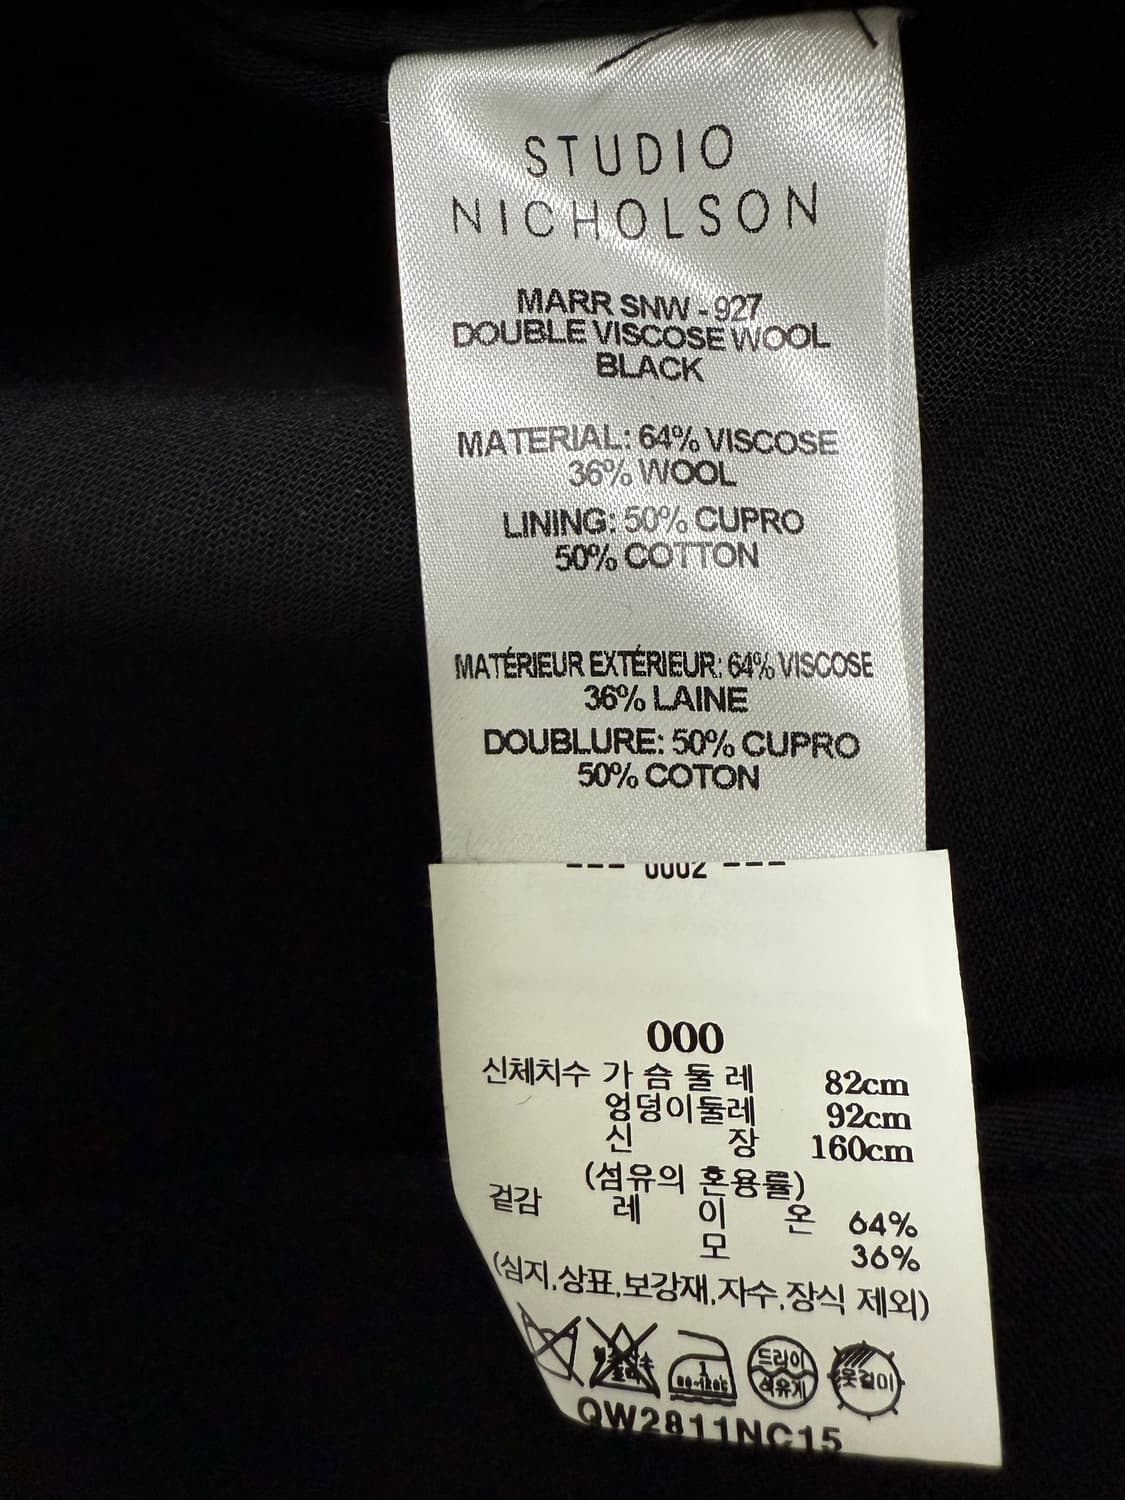 STUDIO
NICHOLSON
MARR SNW - 927
DOUBLE VISCOSE WOOL
BLACK
MATERIAL: 64% VISCOSE
36% WOOL
LINING: 50% CUPRO
50% COTTON
MATÉRIEUR EXTÉRIEUR: 64% VISCOSE
36% LAINE
DOUBLURE: 50% CUPRO
50% COTON
--- 0002 ---
000
신체치수 가슴둘레 82cm
엉덩이둘레 92cm
신장 160cm
(섬유의 혼용률)
겉감 레이온 64%
모 36%
(심지,상표,보강재,자수,장식 제외)
드라이
석유계
옷걸이
QW2811NC15